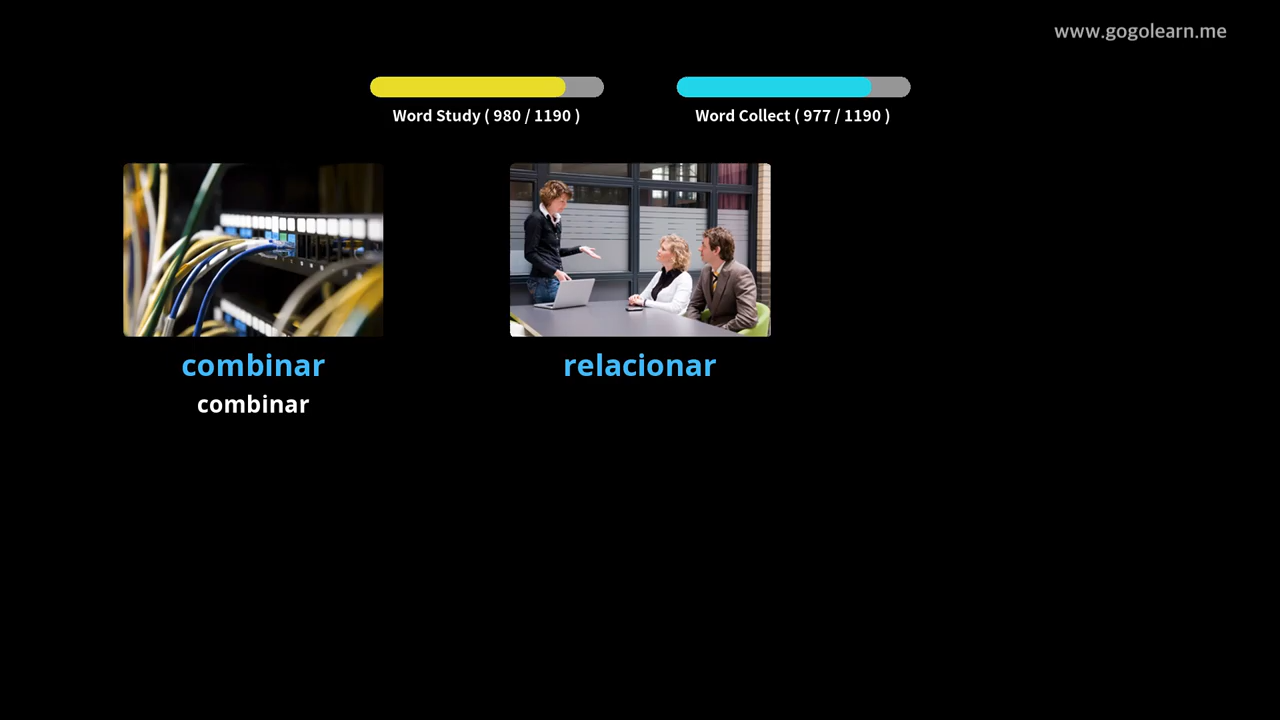 www.gogolearn.me
Word Study ( 980 / 1190 )
Word Collect ( 977 / 1190 )
combinar
combinar
relacionar